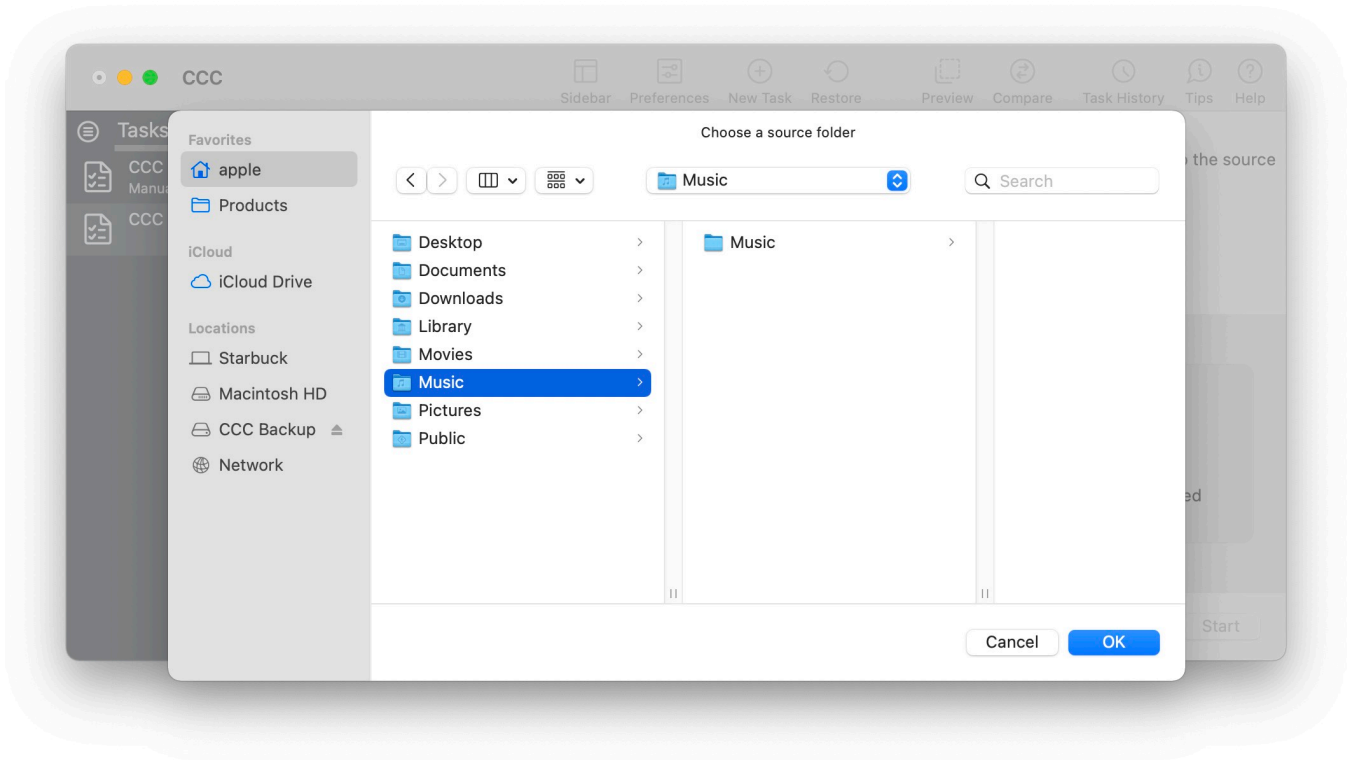 CCC
Sidebar Preferences New Task Restore Preview Compare Task History Tips Help
Tasks
CCC
Manua
CCC
the source
ed
Start
Choose a source folder
Favorites
apple
Products
iCloud
iCloud Drive
Locations
Starbuck
Macintosh HD
CCC Backup
Network
Music
Search
Desktop
Documents
Downloads
Library
Movies
Music
Pictures
Public
Music
Cancel OK